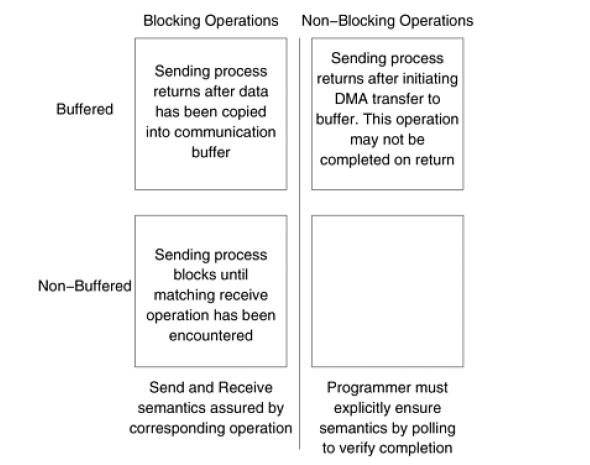 Blocking Operations
Non-Blocking Operations
Buffered
Sending process
returns after data
has been copied
into communication
buffer
Sending process
returns after initiating
DMA transfer to
buffer. This operation
may not be
completed on return
Non-Buffered
Sending process
blocks until
matching receive
operation has been
encountered
Send and Receive
semantics assured by
corresponding operation
Programmer must
explicitly ensure
semantics by polling
to verify completion